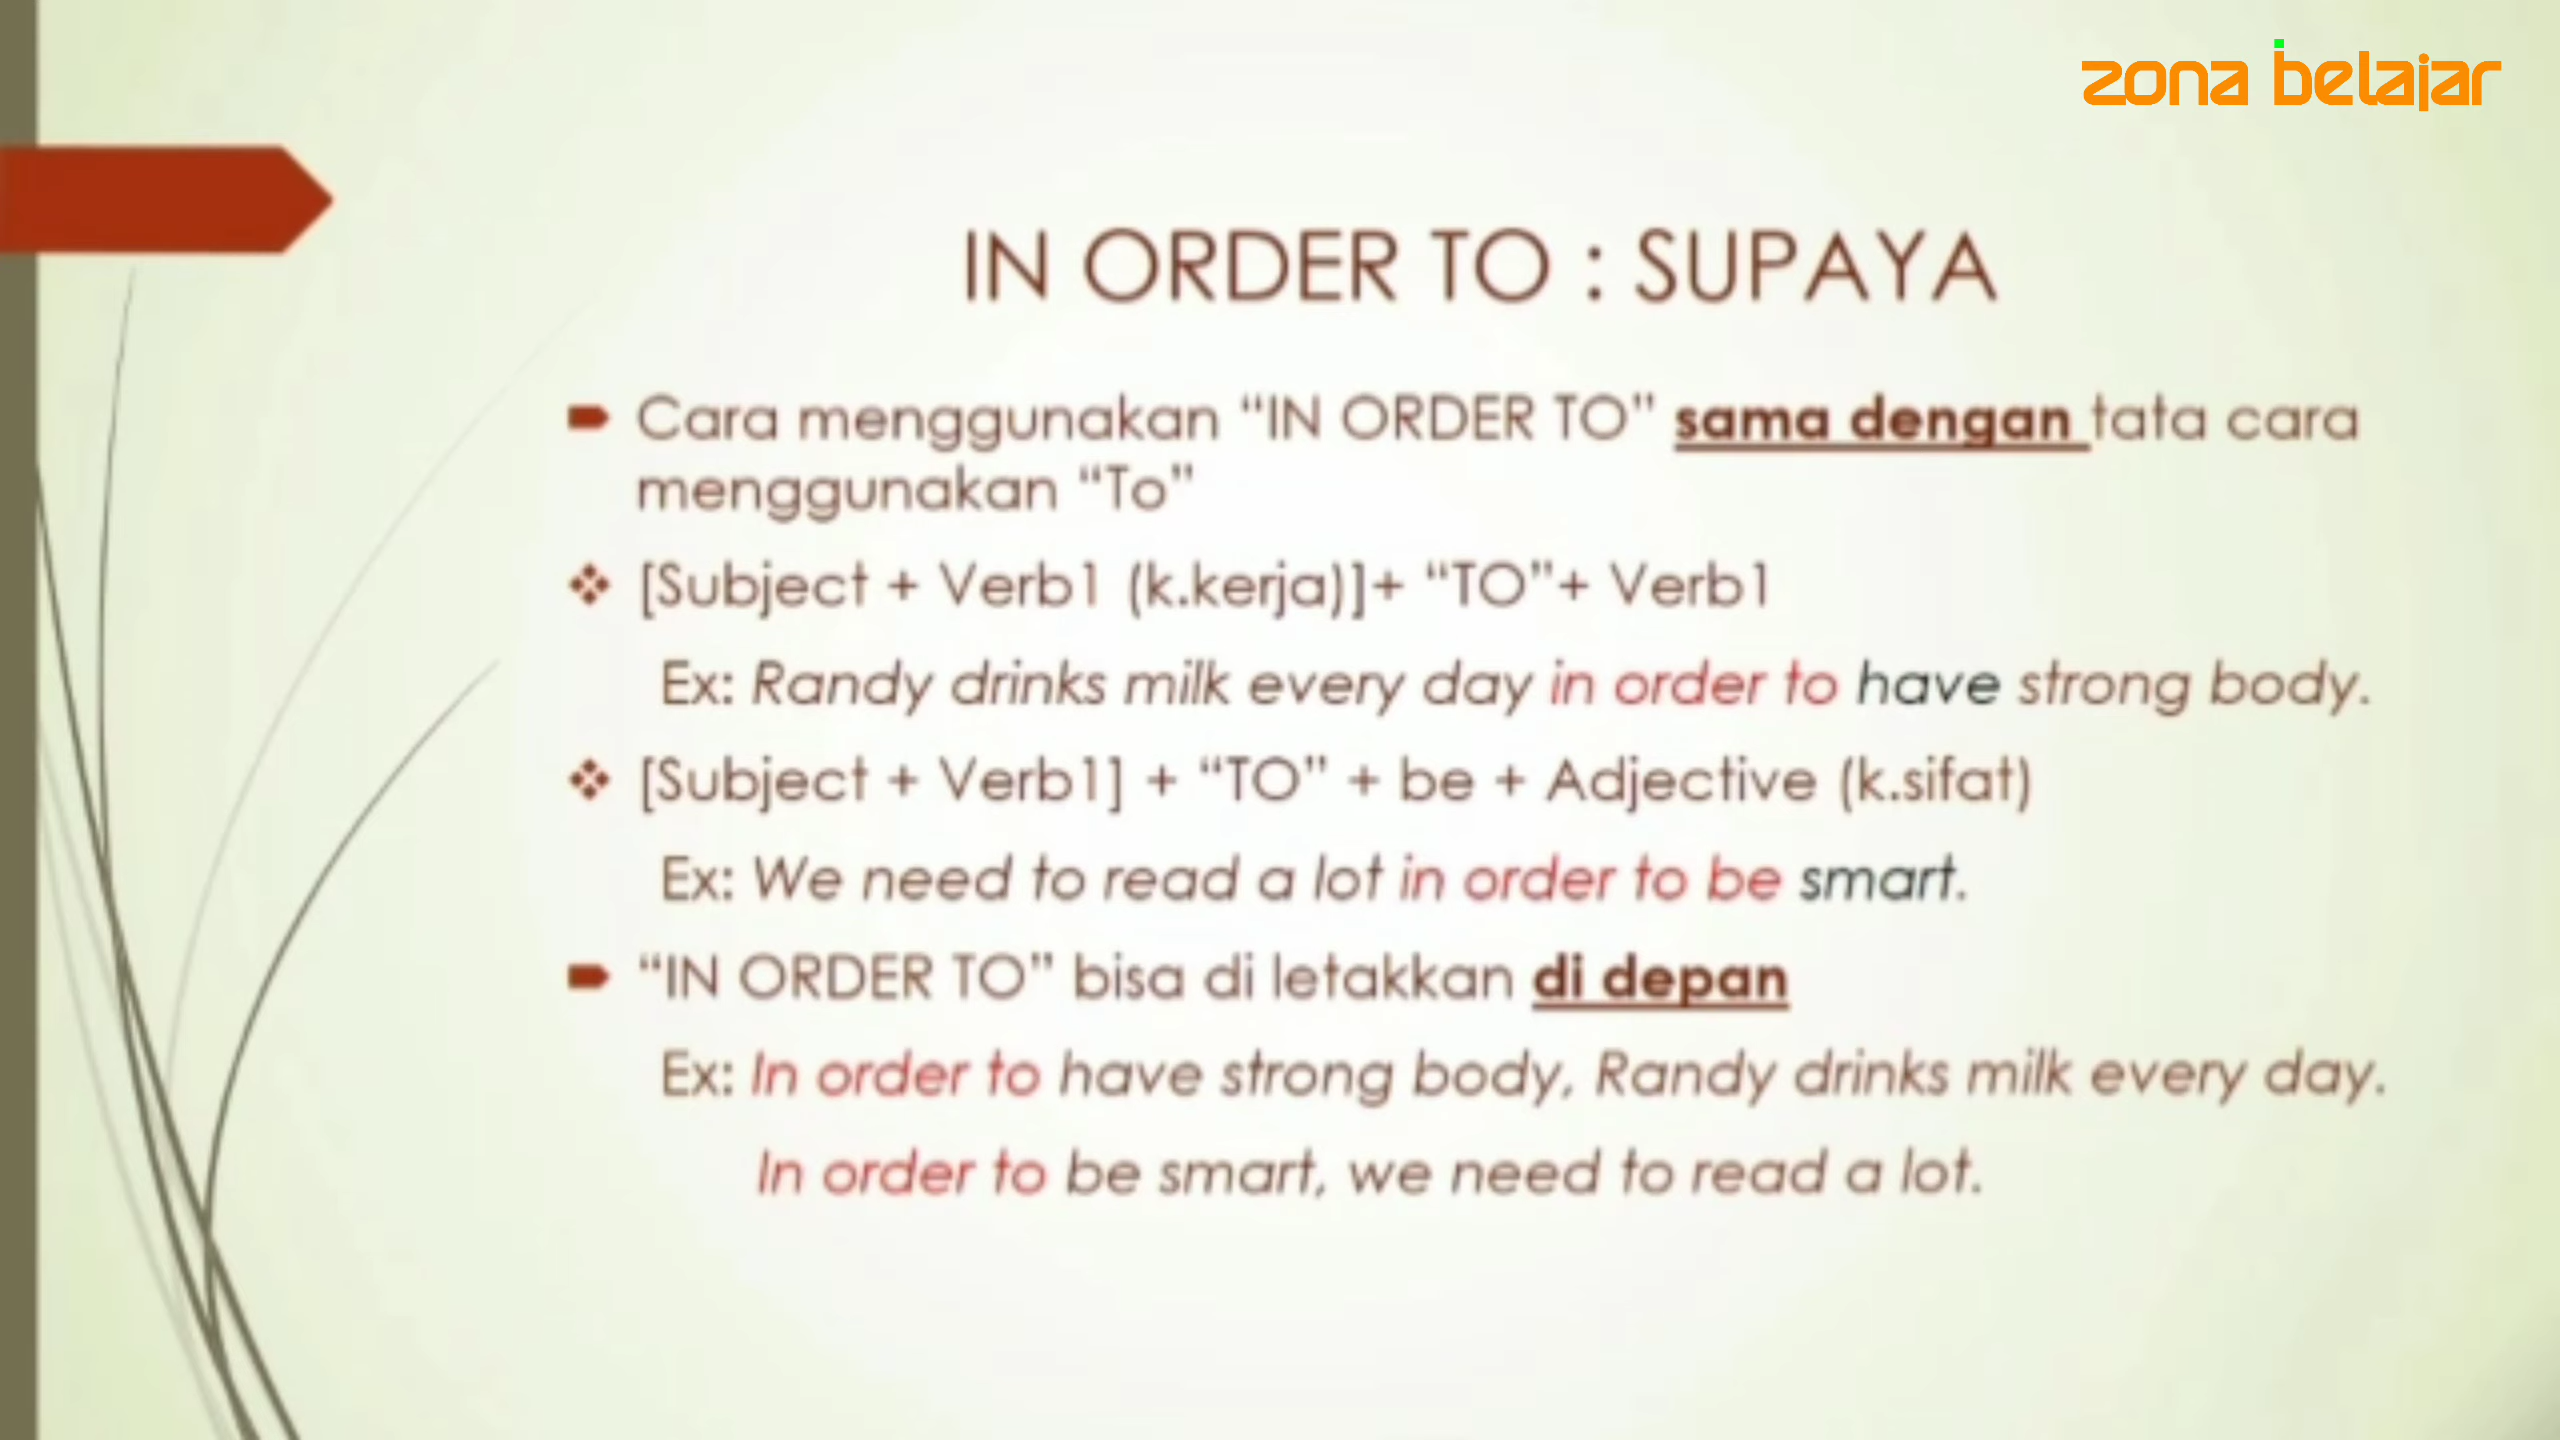 zona belajar
IN ORDER TO : SUPAYA
Cara menggunakan “IN ORDER TO” sama dengan tata cara
menggunakan “To”
[Subject + Verb1 (k.kerja)]+ “TO”+ Verb1
Ex: Randy drinks milk every day in order to have strong body.
[Subject + Verb1] + “TO” + be + Adjective (k.sifat)
Ex: We need to read a lot in order to be smart.
“IN ORDER TO” bisa di letakkan di depan
Ex: In order to have strong body, Randy drinks milk every day.
In order to be smart, we need to read a lot.